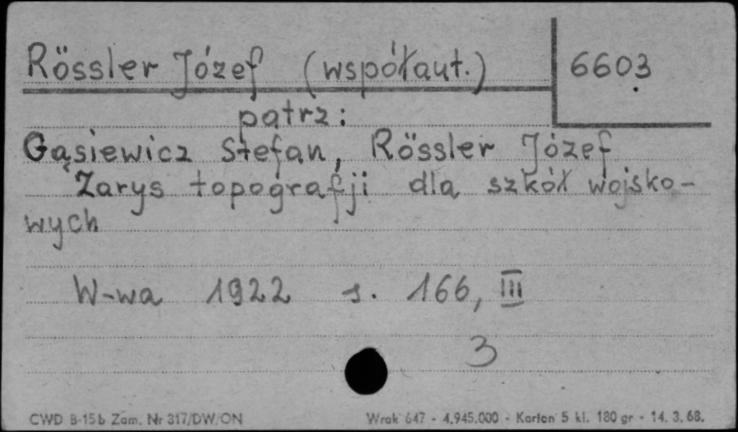 Rössler Józef (współaut.) 6603
patrz:
Gąsiewicz Stefan, Rössler Józef
Zarys topografji dla szkół wojsko-
wych
W-wa 1922 s. 166, III
3
CWD B-15b Zam. Nr 317/DW/ON Wrak 647 - 4.945.000 - Karton 5 kl. 180 gr - 14. 3. 68.